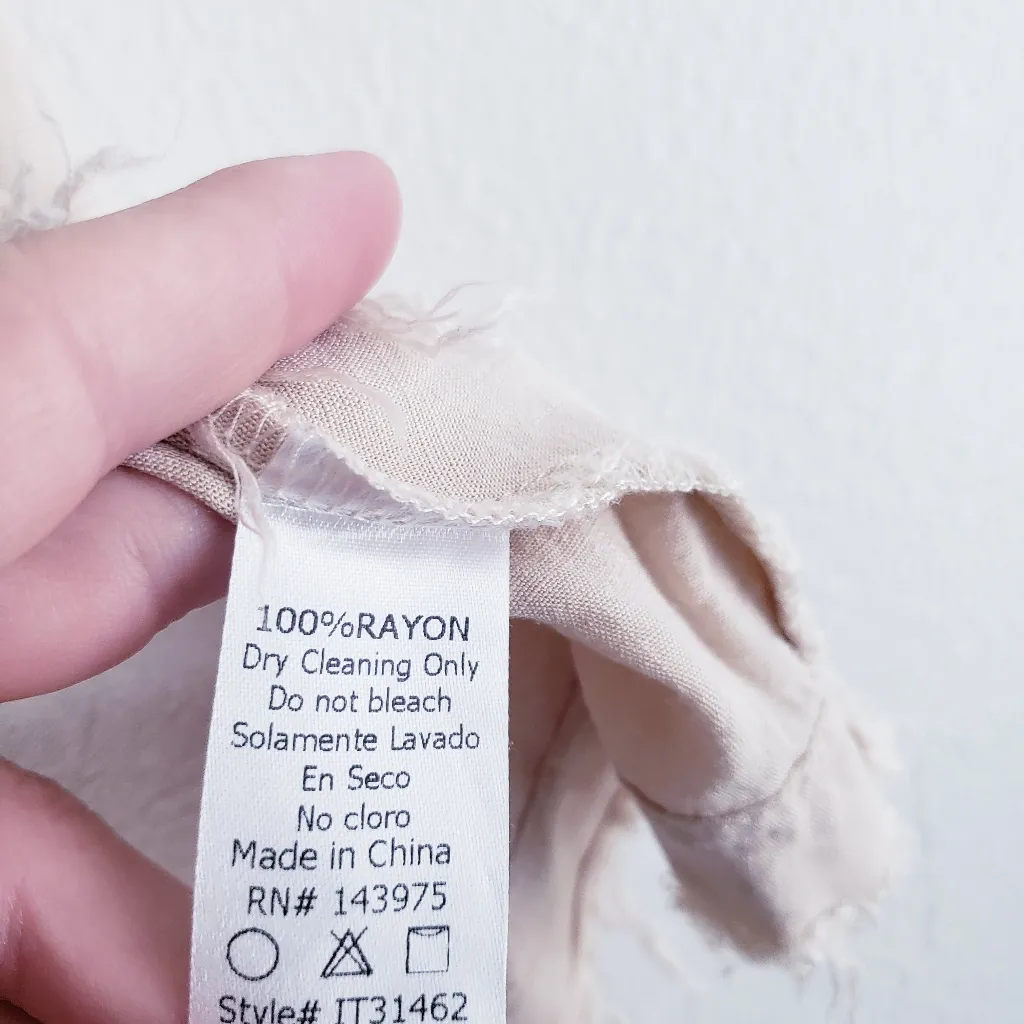 100%RAYON
Dry Cleaning Only
Do not bleach
Solamente Lavado
En Seco
No cloro
Made in China
RN# 143975
Style# IT31462